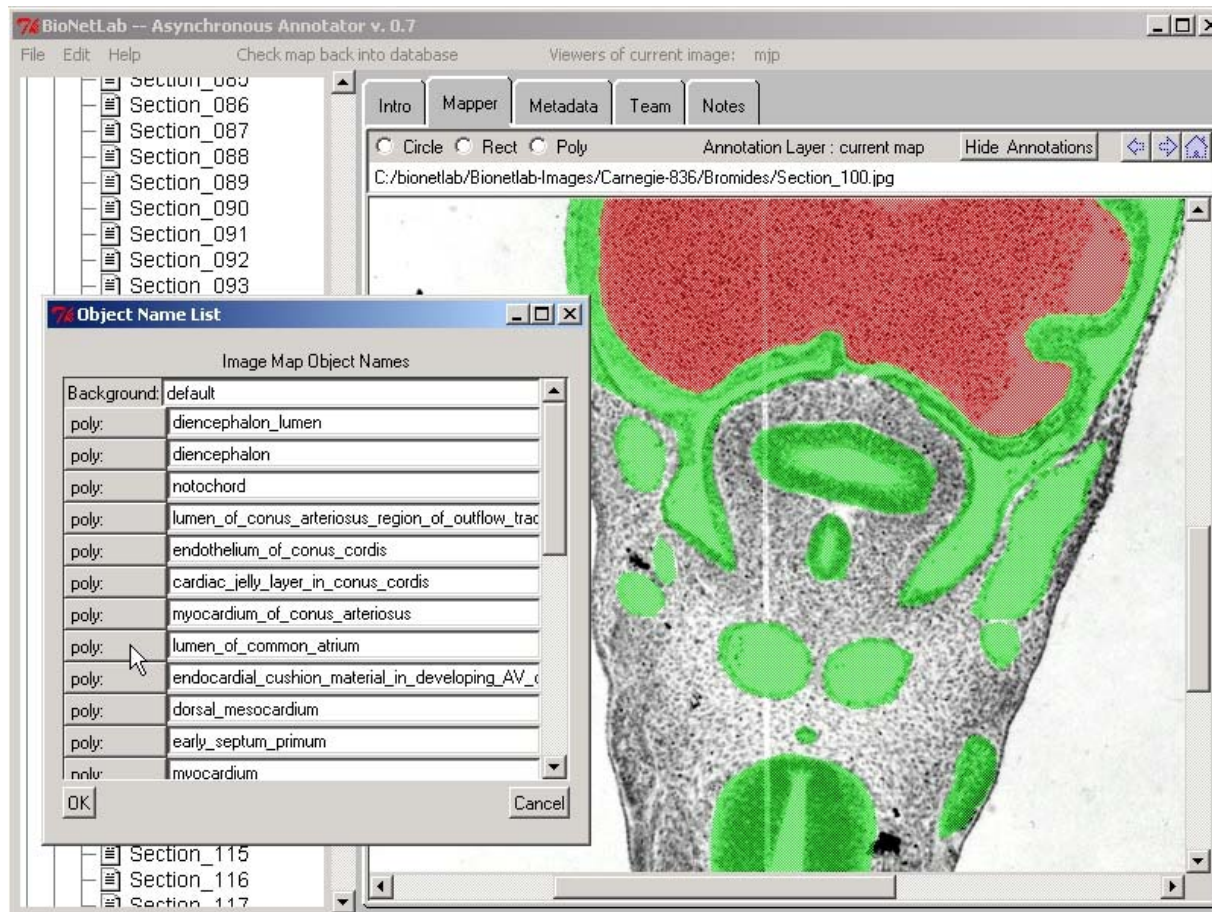 BioNetLab -- Asynchronous Annotator v. 0.7
File Edit Help Check map back into database Viewers of current image: mjp
Section_085
Section_086
Section_087
Section_088
Section_089
Section_090
Section_091
Section_092
Section_093
Intro Mapper Metadata Team Notes
Circle Rect Poly Annotation Layer : current map Hide Annotations
C:/bionetlab/Bionetlab-Images/Carnegie-836/Bromides/Section_100.jpg
Object Name List
Image Map Object Names
Background: default
poly: diencephalon_lumen
poly: diencephalon
poly: notochord
poly: lumen_of_conus_arteriosus_region_of_outflow_trac
poly: endothelium_of_conus_cordis
poly: cardiac_jelly_layer_in_conus_cordis
poly: myocardium_of_conus_arteriosus
poly: lumen_of_common_atrium
poly: endocardial_cushion_material_in_developing_AV_c
poly: dorsal_mesocardium
poly: early_septum_primum
poly: myocardium
OK Cancel
Section_115
Section_116
Section_117